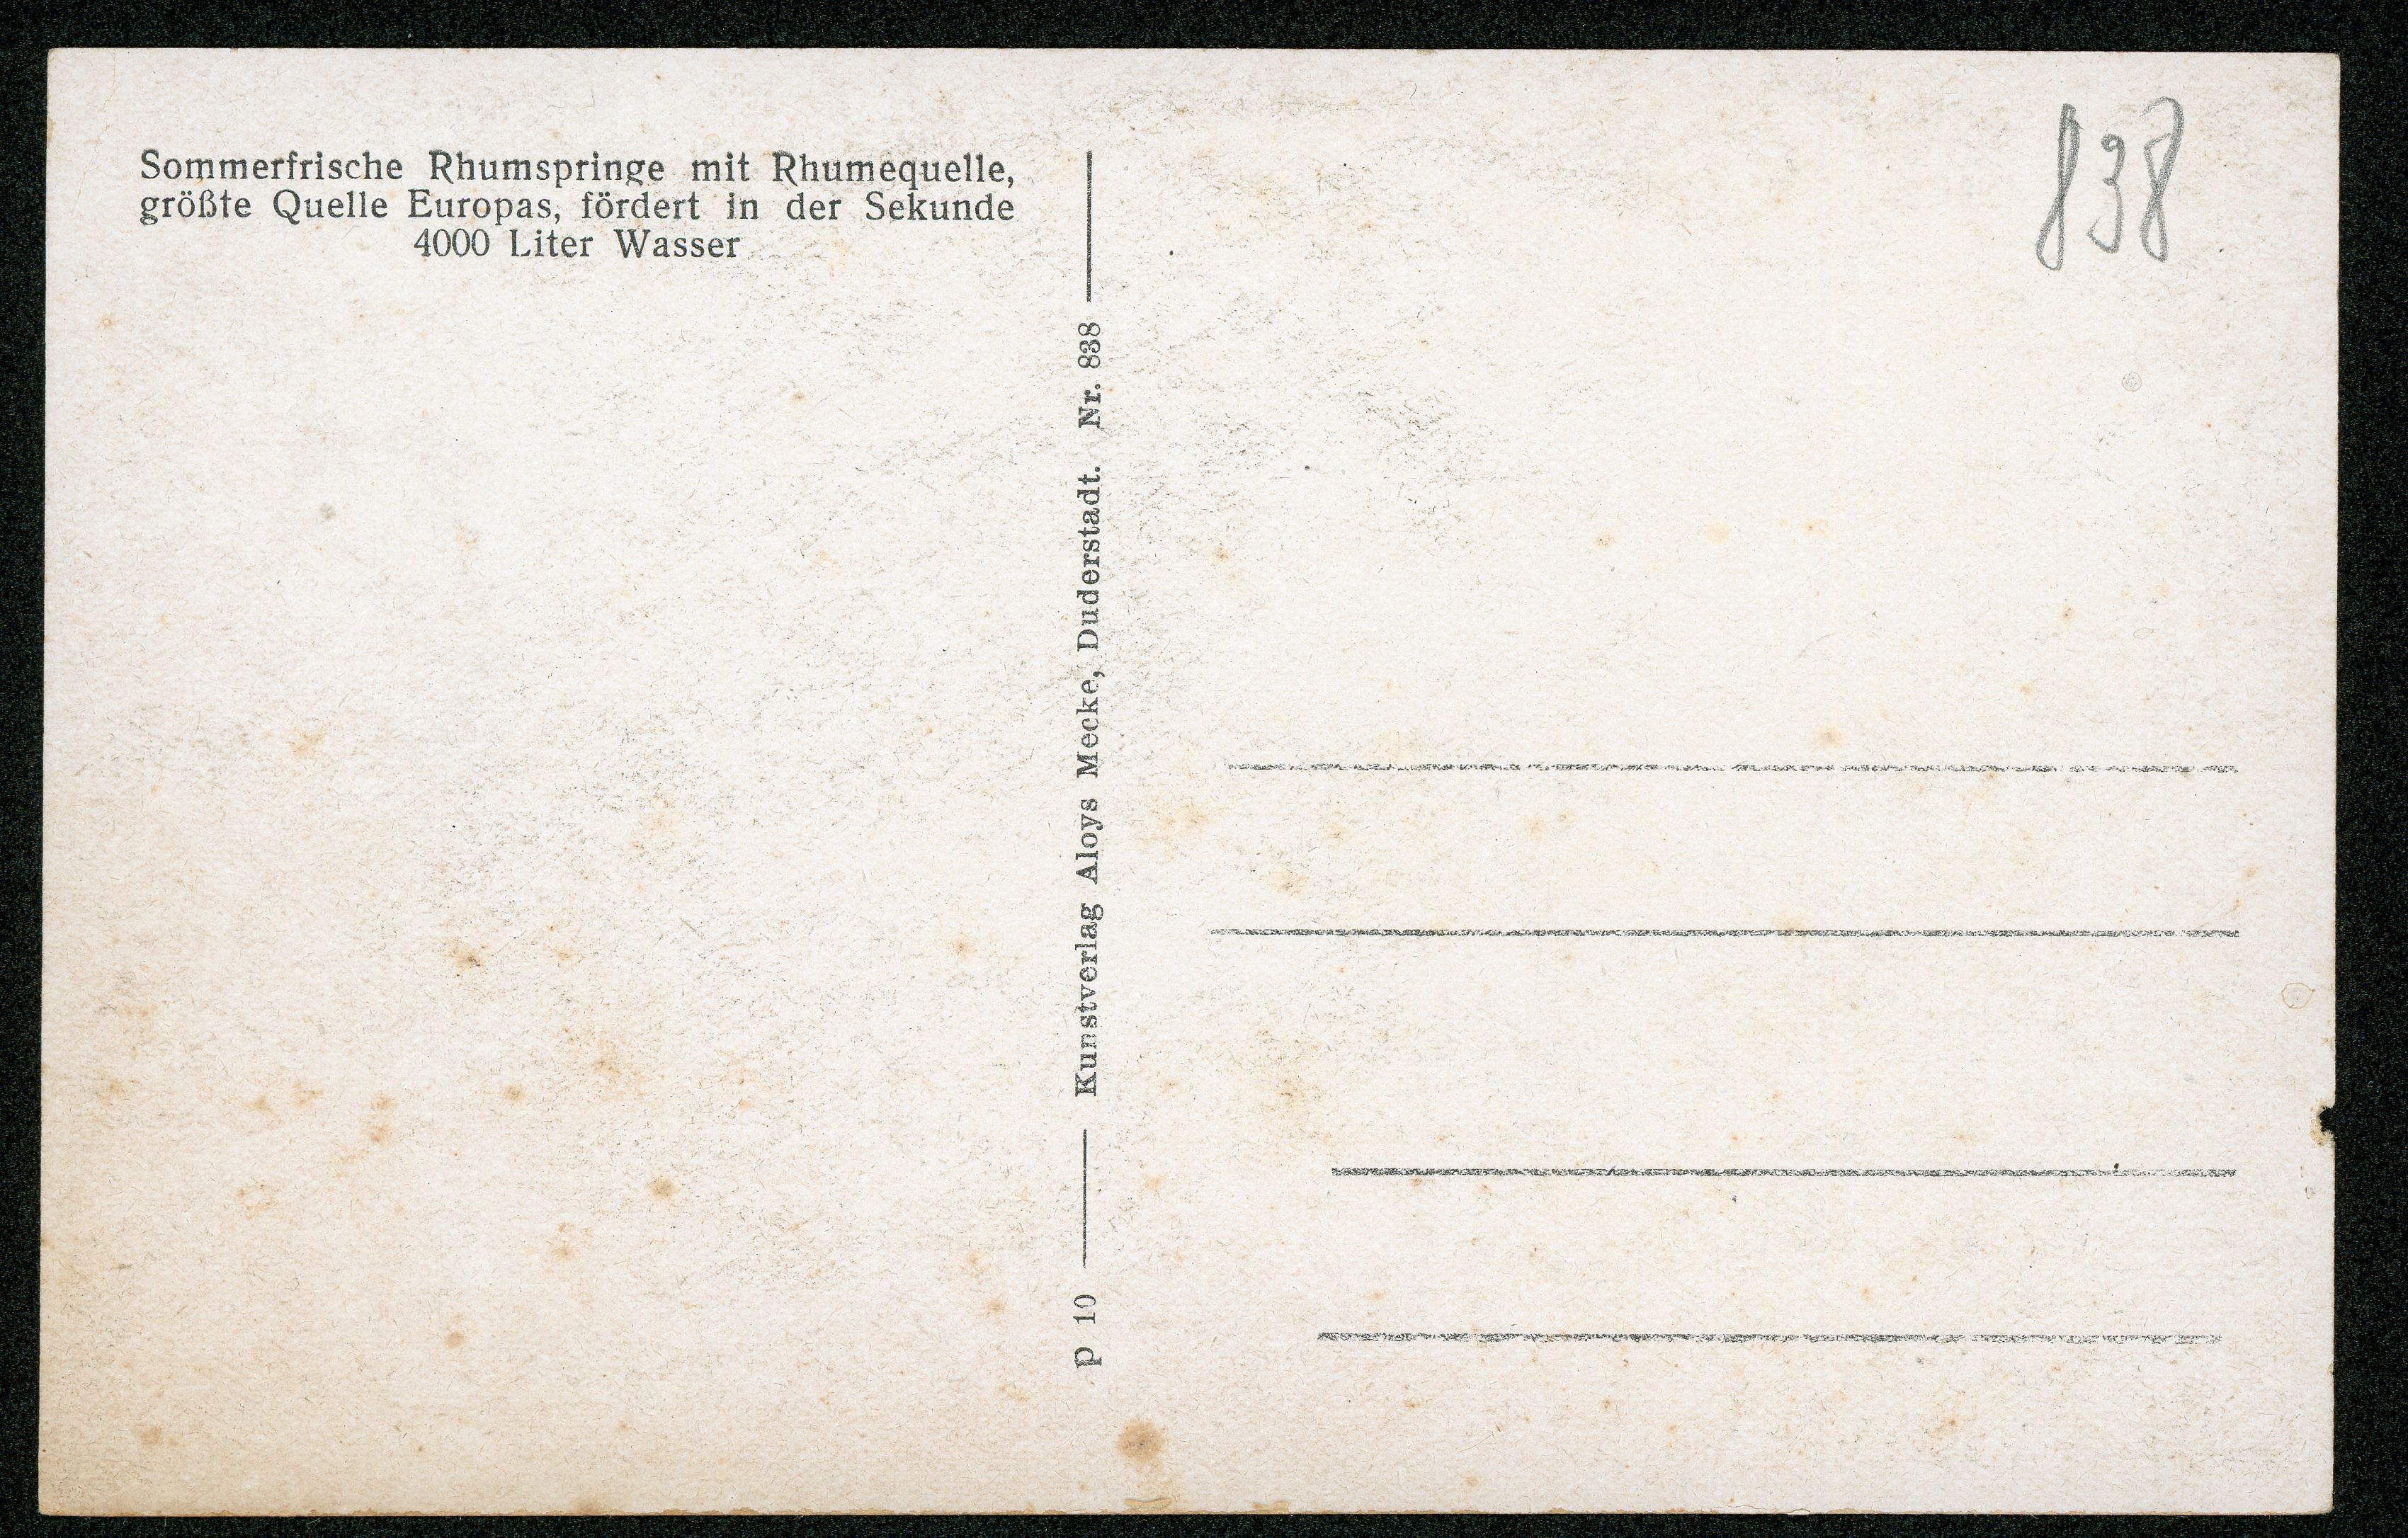 Sommerfrische Rhumspringe mit Rhumequelle,
größte Quelle Europas, fördert in der Sekunde
4000 Liter Wasser
p 10 Kunstverlag Aloys Mecke, Duderstadt. Nr. 838
838